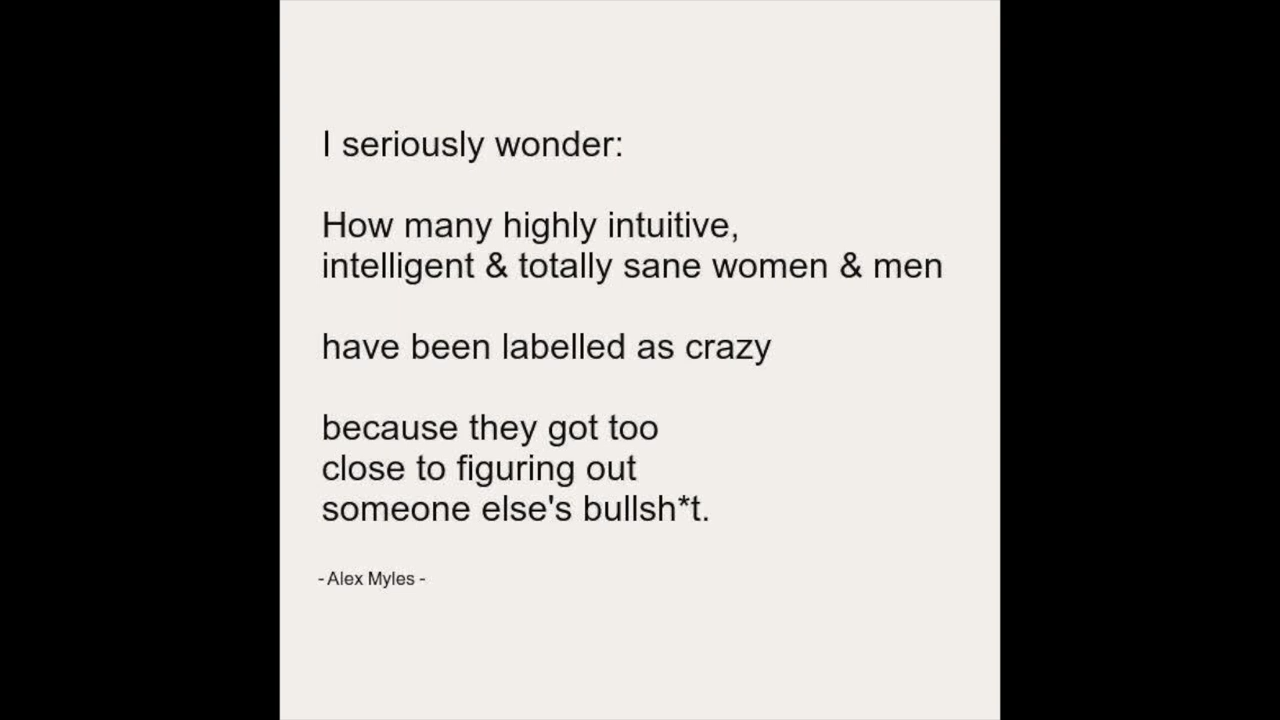 I seriously wonder:
How many highly intuitive,
intelligent & totally sane women & men
have been labelled as crazy
because they got too
close to figuring out
someone else's bullsh*t.
- Alex Myles -